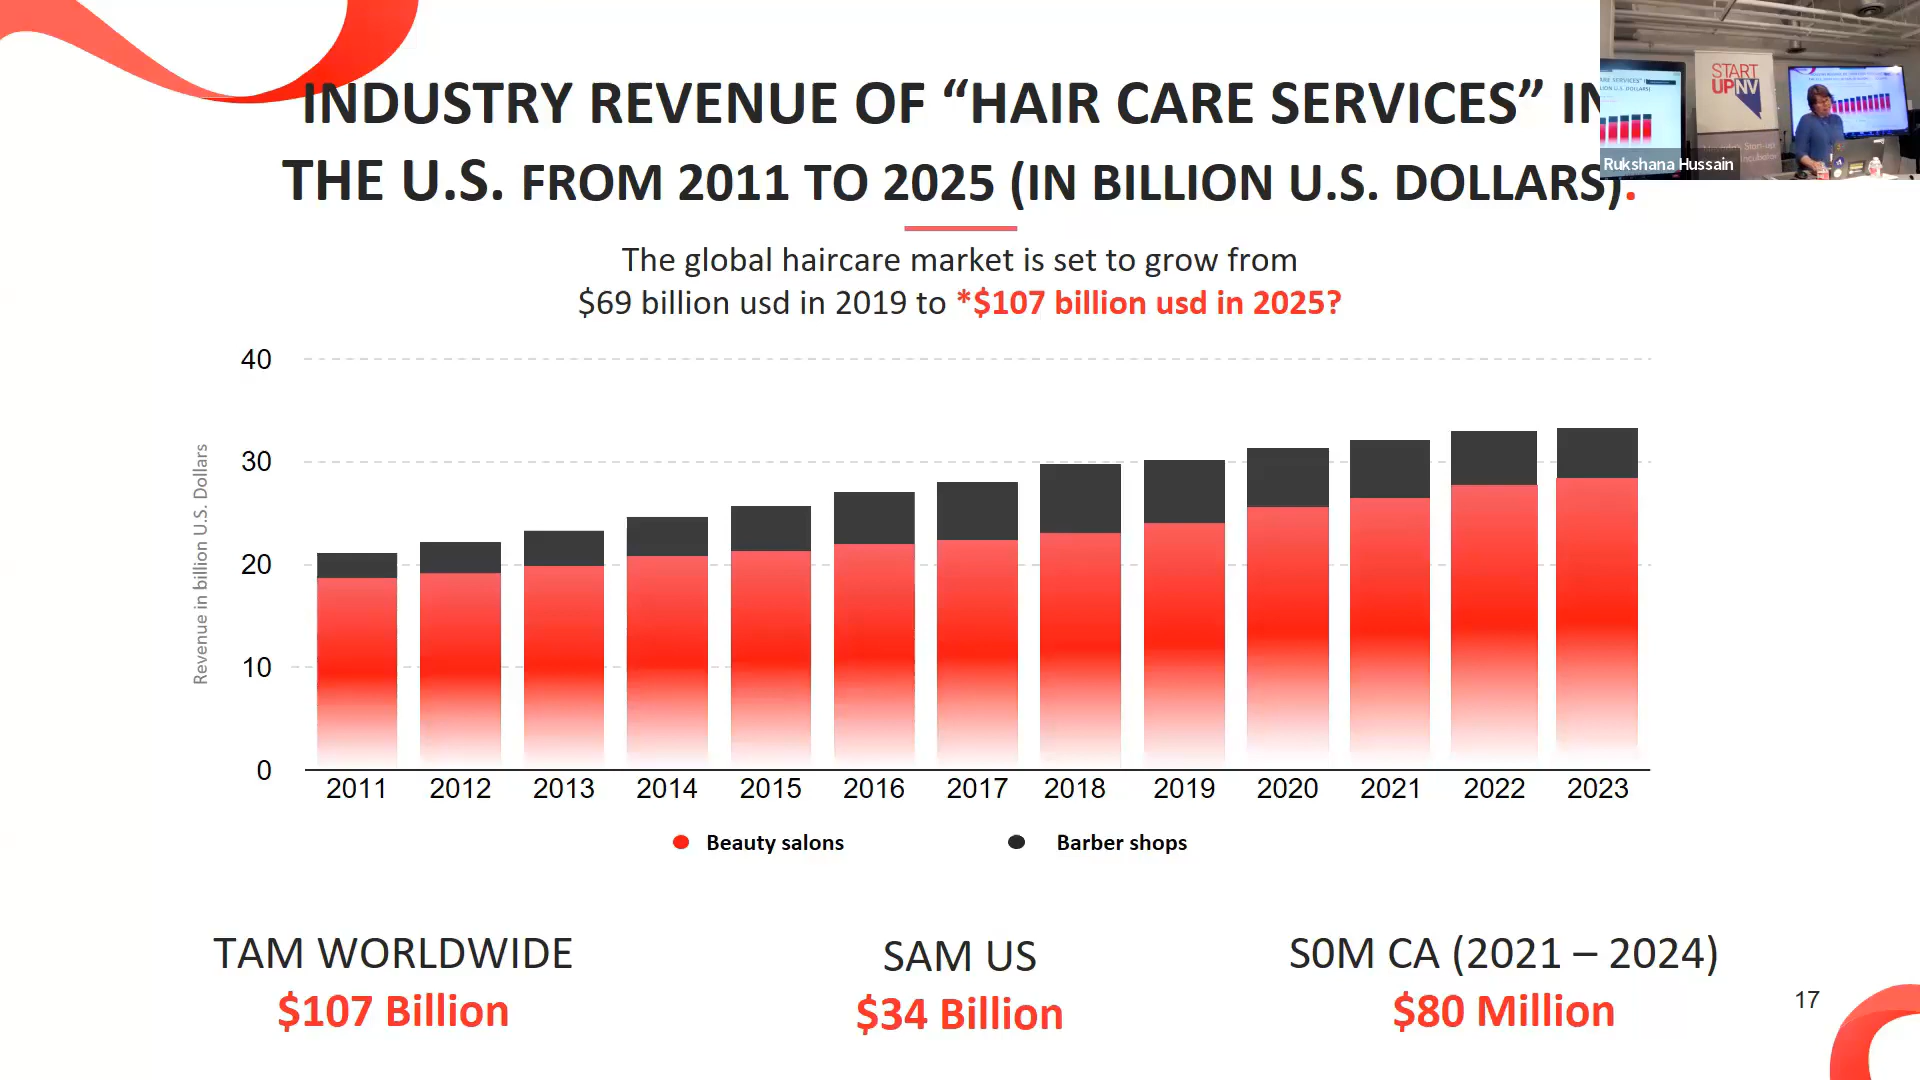 INDUSTRY REVENUE OF “HAIR CARE SERVICES” IN
THE U.S. FROM 2011 TO 2025 (IN BILLION U.S. DOLLARS).
The global haircare market is set to grow from
$69 billion usd in 2019 to *$107 billion usd in 2025?
START
UPNV
Rukshana Hussain
Revenue in billion U.S. Dollars
40
30
20
10
0
2011 2012 2013 2014 2015 2016 2017 2018 2019 2020 2021 2022 2023
Beauty salons Barber shops
TAM WORLDWIDE
$107 Billion
SAM US
$34 Billion
S0M CA (2021 – 2024)
$80 Million
17